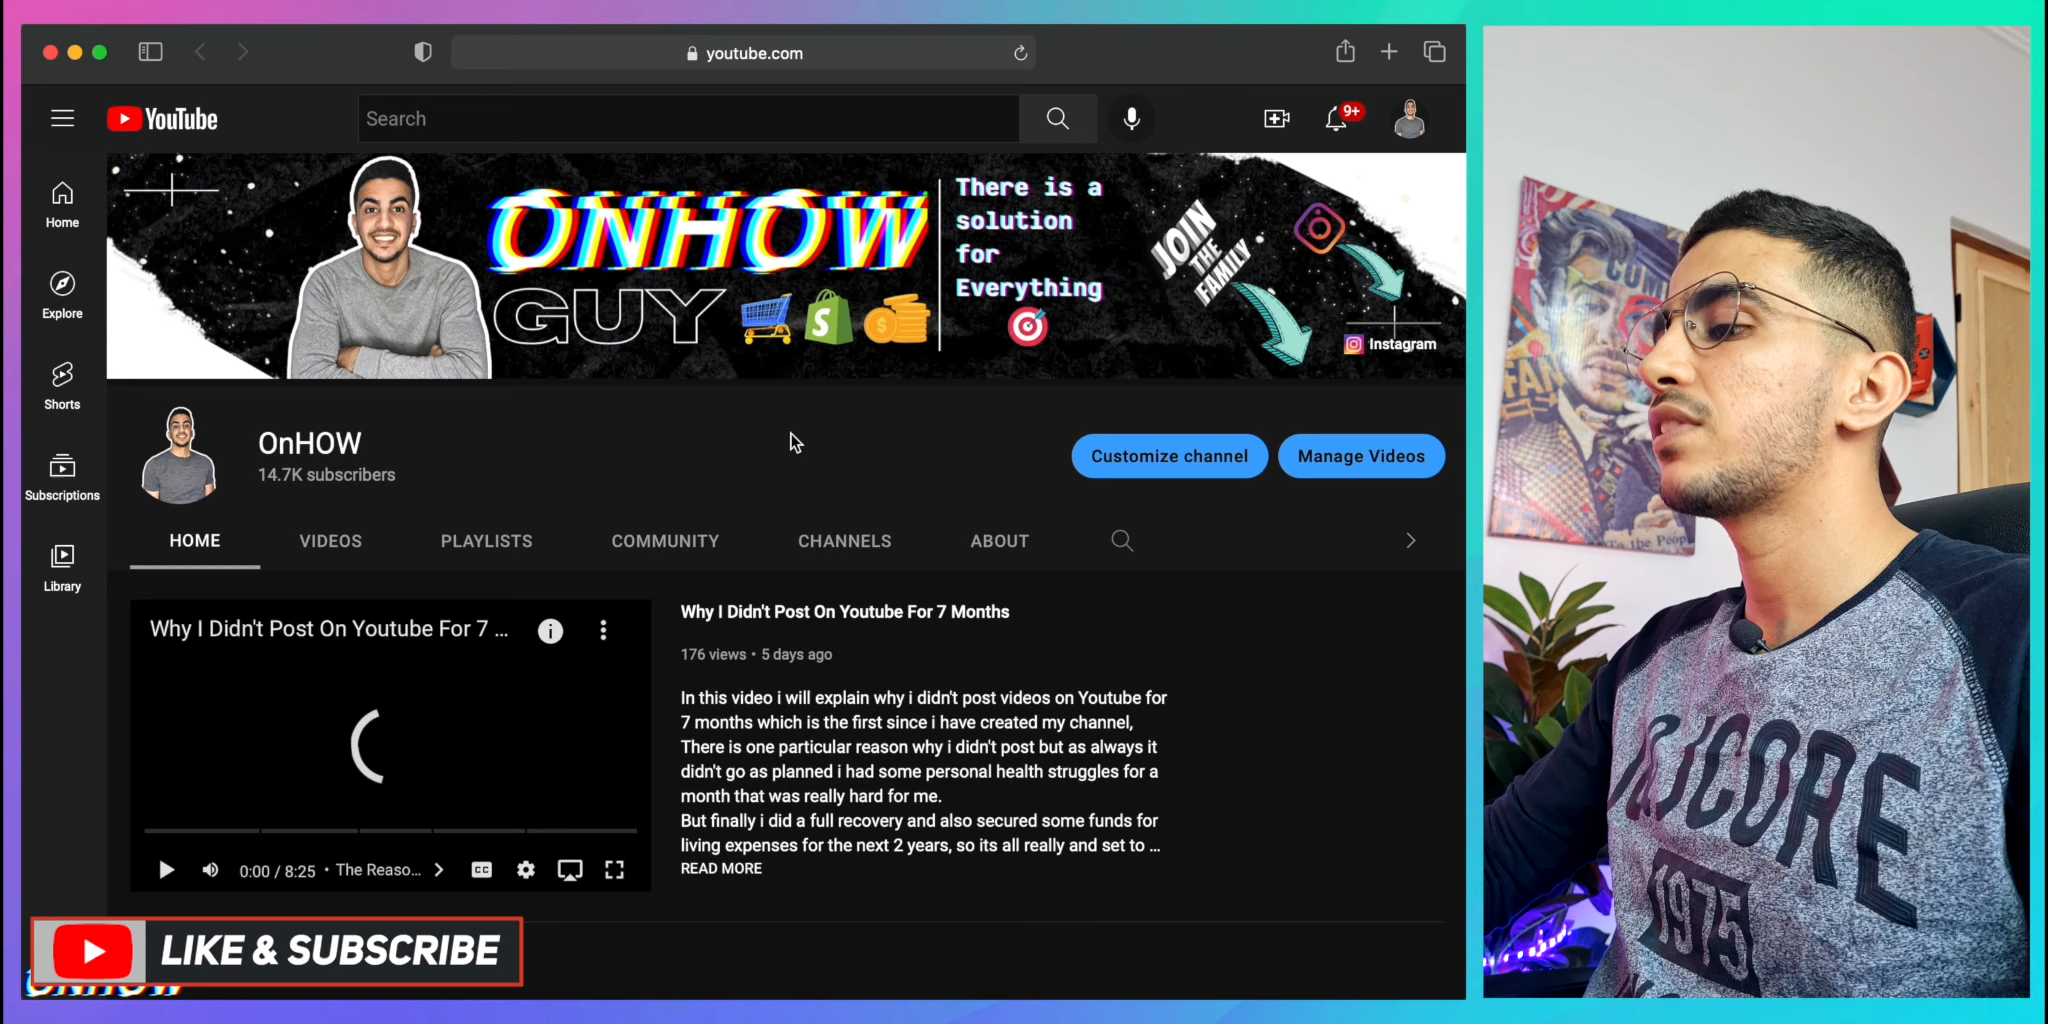 youtube.com
YouTube
Search
9+
Home
Explore
Shorts
Subscriptions
Library
ONHOW
GUY
There is a
solution
for
Everything
JOIN
THE
FAMILY
Instagram
OnHOW
14.7K subscribers
Customize channel
Manage Videos
HOME
VIDEOS
PLAYLISTS
COMMUNITY
CHANNELS
ABOUT
Why I Didn't Post On Youtube For 7 ...
0:00 / 8:25 • The Reaso...
Why I Didn't Post On Youtube For 7 Months
176 views • 5 days ago
In this video i will explain why i didn't post videos on Youtube for
7 months which is the first since i have created my channel,
There is one particular reason why i didn't post but as always it
didn't go as planned i had some personal health struggles for a
month that was really hard for me.
But finally i did a full recovery and also secured some funds for
living expenses for the next 2 years, so its all really and set to ...
READ MORE
LIKE & SUBSCRIBE
ONHOW
FAN
To the Peop
CORE
1975